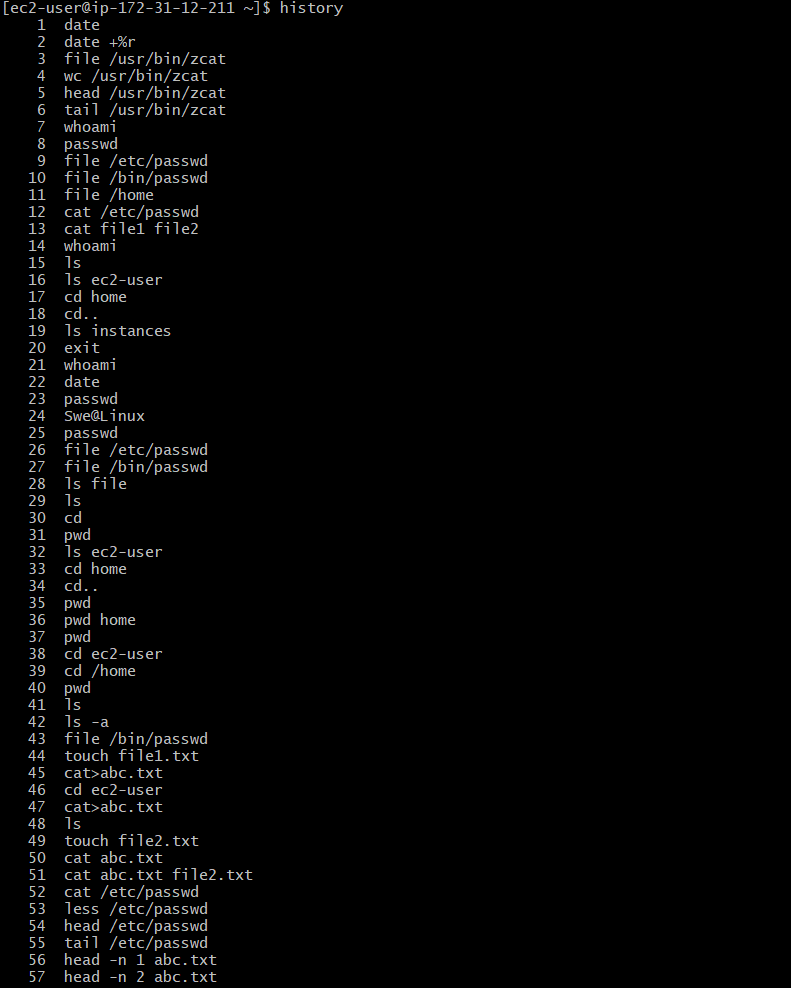 [ec2-user@ip-172-31-12-211 ~]$ history
1 date
2 date +%r
3 file /usr/bin/zcat
4 wc /usr/bin/zcat
5 head /usr/bin/zcat
6 tail /usr/bin/zcat
7 whoami
8 passwd
9 file /etc/passwd
10 file /bin/passwd
11 file /home
12 cat /etc/passwd
13 cat file1 file2
14 whoami
15 ls
16 ls ec2-user
17 cd home
18 cd..
19 ls instances
20 exit
21 whoami
22 date
23 passwd
24 Swe@Linux
25 passwd
26 file /etc/passwd
27 file /bin/passwd
28 ls file
29 ls
30 cd
31 pwd
32 ls ec2-user
33 cd home
34 cd..
35 pwd
36 pwd home
37 pwd
38 cd ec2-user
39 cd /home
40 pwd
41 ls
42 ls -a
43 file /bin/passwd
44 touch file1.txt
45 cat>abc.txt
46 cd ec2-user
47 cat>abc.txt
48 ls
49 touch file2.txt
50 cat abc.txt
51 cat abc.txt file2.txt
52 cat /etc/passwd
53 less /etc/passwd
54 head /etc/passwd
55 tail /etc/passwd
56 head -n 1 abc.txt
57 head -n 2 abc.txt